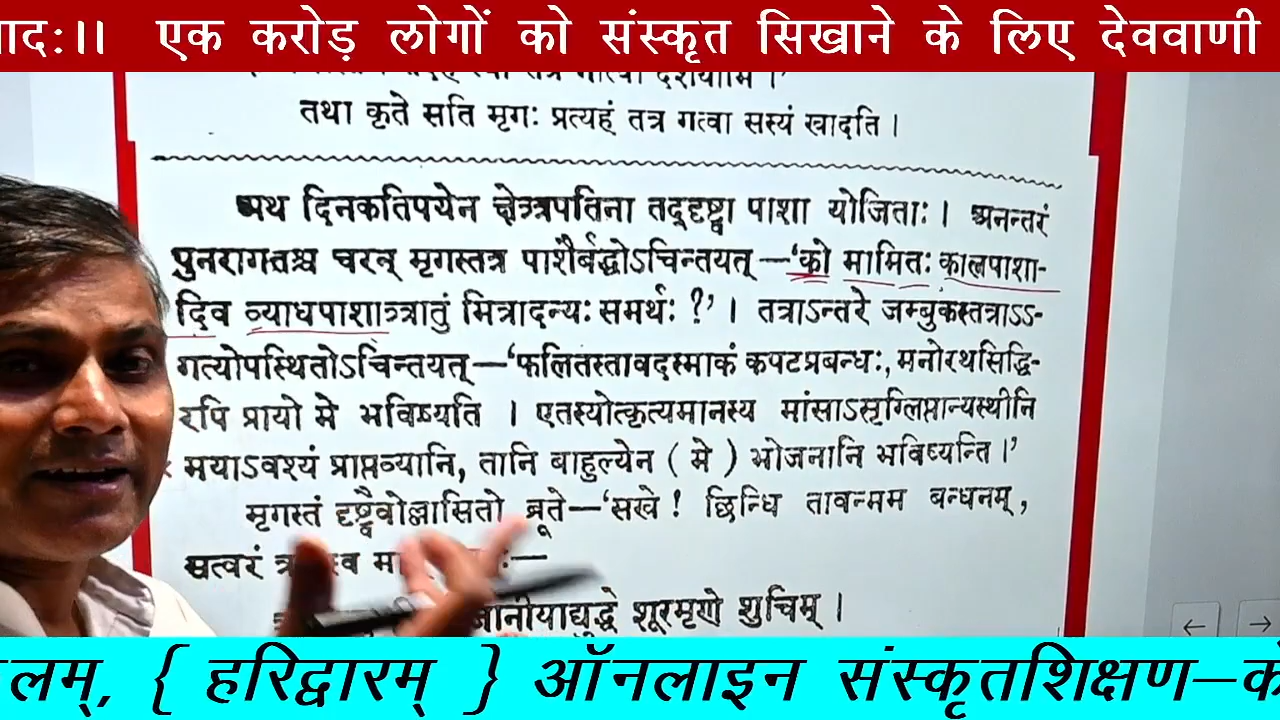 ादः।। एक करोड़ लोगों को संस्कृत सिखाने के लिए देववाणी
दर्शयामि ।'
तथा कृते सति मृगः प्रत्यहं तत्र गत्वा सस्यं खादति ।
अथ दिनकतिपयेन क्षेत्रपतिना तद्दृष्ट्वा पाशा योजिताः । अनन्तरं
पुनरागतश्च चरन् मृगस्तत्र पाशैर्बद्धोऽचिन्तयत्—'को मामितः कालपाशा-
दिव व्याधपाशात्त्रातुं मित्रादन्यः समर्थः ?' । तत्राऽन्तरे जम्बुकस्तत्राऽऽ-
गत्योपस्थितोऽचिन्तयत्—'फलितस्तावदस्माकं कपटप्रबन्धः, मनोरथसिद्धि-
रपि प्रायो मे भविष्यति । एतस्योत्कृत्यमानस्य मांसाऽसृग्लिप्तान्यस्थीनि
मयाऽवश्यं प्राप्तव्यानि, तानि बाहुल्येन ( मे ) भोजनानि भविष्यन्ति ।'
मृगस्तं दृष्ट्वैवोल्लासितो ब्रूते—'सखे ! छिन्धि तावन्मम बन्धनम्,
सत्वरं
जानीयाद्युद्धे शूरमृणे शुचिम् ।
लम्, { हरिद्वारम् } ऑनलाइन संस्कृतशिक्षण—के